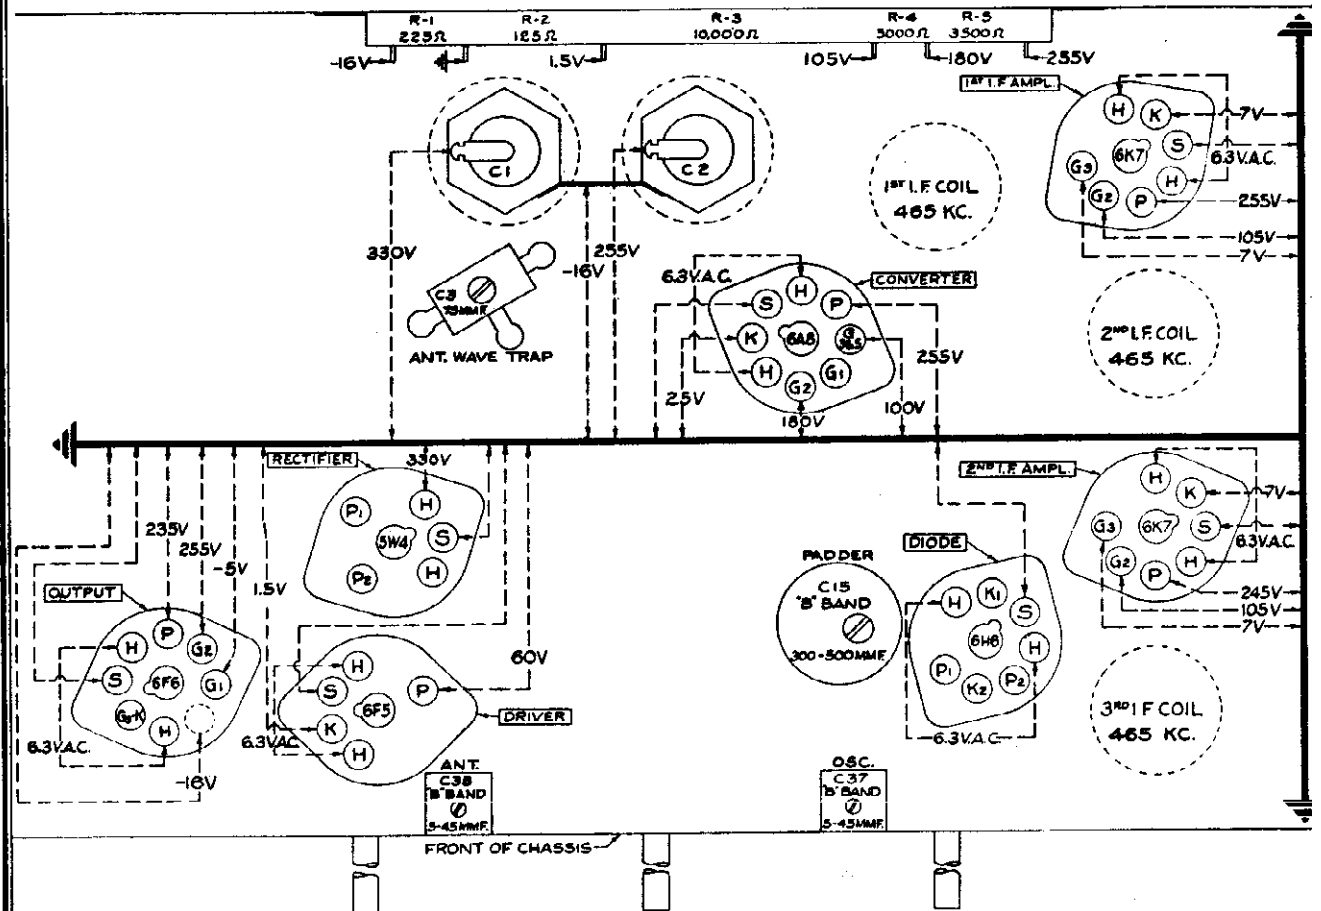 R-1 R-2 R-3 R-4 R-5
225Ω 125Ω 10,000Ω 3000Ω 3500Ω
-16V 1.5V 105V 180V 255V
1ST I.F. AMPL.
H K 7V
S 6.3V.A.C.
6K7
G3 H
G2 P 255V
105V
7V
C1 C2
1ST I.F. COIL
465 KC.
330V 255V
-16V
C3
ANT. WAVE TRAP
CONVERTER
6.3V.A.C.
H
S P
K 6A8
H G1
G2
180V
25V
100V
255V
2ND I.F. COIL
465 KC.
RECTIFIER
330V
P1 H
5W4 S
P2 H
2ND I.F. AMPL.
H
K 7V
G3 6K7 S
6.3V.A.C.
G2 H
P
245V
105V
7V
235V
255V
-5V
1.5V
OUTPUT
P
H G2
S 6F6 G1
G3-K H
6.3V.A.C.
-16V
H
S P
6F5
K
H
6.3V.A.C.
60V
DRIVER
PADDER
C15
"B" BAND
300-500MMF.
DIODE
H K1 S
6H6 H
P1 K2 P2
6.3V.A.C.
3RD I F COIL
465 KC.
ANT.
C38
"B" BAND
5-45MMF.
OSC.
C37
"B" BAND
5-45MMF.
FRONT OF CHASSIS